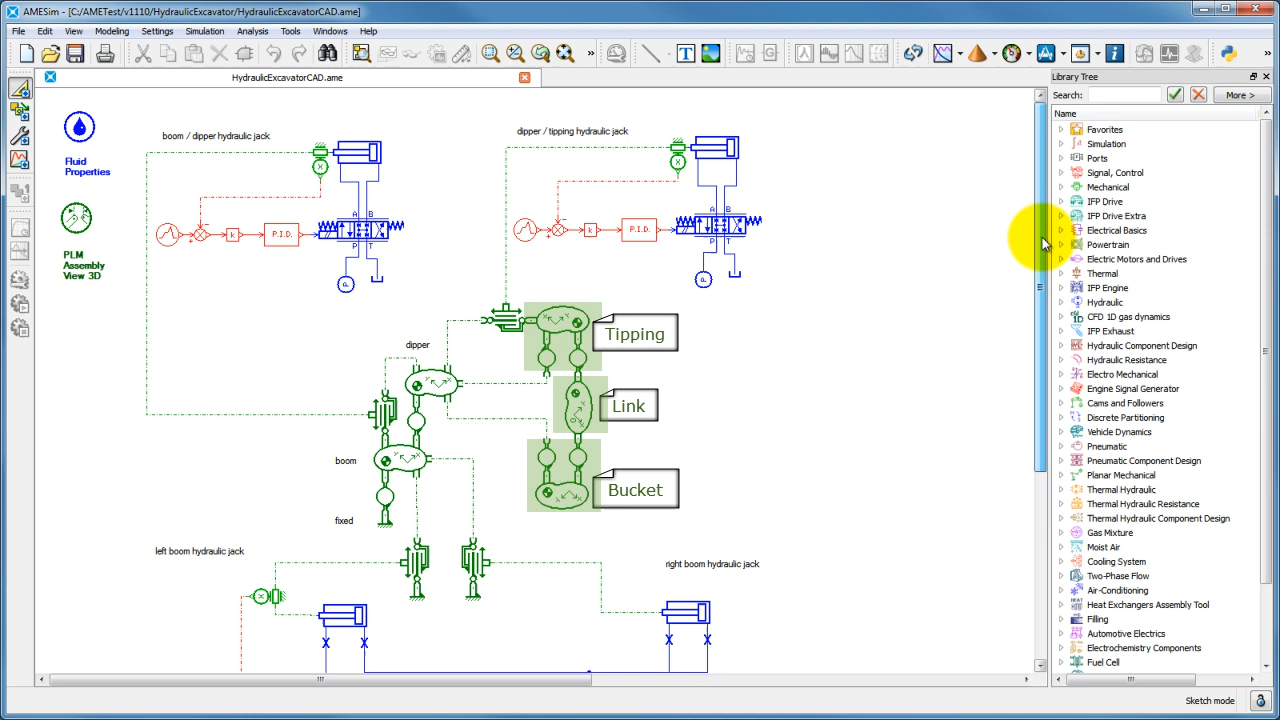 AMESim - [C:/AMETest/v1110/HydraulicExcavator/HydraulicExcavatorCAD.ame]
File Edit View Modeling Settings Simulation Analysis Tools Windows Help
HydraulicExcavatorCAD.ame
Library Tree
Search:
More >
Name
Favorites
Simulation
Ports
Signal, Control
Mechanical
IFP Drive
IFP Drive Extra
Electrical Basics
Powertrain
Electric Motors and Drives
Thermal
IFP Engine
Hydraulic
CFD 1D gas dynamics
IFP Exhaust
Hydraulic Component Design
Hydraulic Resistance
Electro Mechanical
Engine Signal Generator
Cams and Followers
Discrete Partitioning
Vehicle Dynamics
Pneumatic
Pneumatic Component Design
Planar Mechanical
Thermal Hydraulic
Thermal Hydraulic Resistance
Thermal Hydraulic Component Design
Gas Mixture
Moist Air
Cooling System
Two-Phase Flow
Air-Conditioning
Heat Exchangers Assembly Tool
Filling
Automotive Electrics
Electrochemistry Components
Fuel Cell
Fluid
Properties
PLM
Assembly
View 3D
boom / dipper hydraulic jack
k
P.I.D.
A B
P T
P
dipper / tipping hydraulic jack
k
P.I.D.
A B
P T
P
Tipping
dipper
Link
boom
Bucket
fixed
left boom hydraulic jack
right boom hydraulic jack
Sketch mode